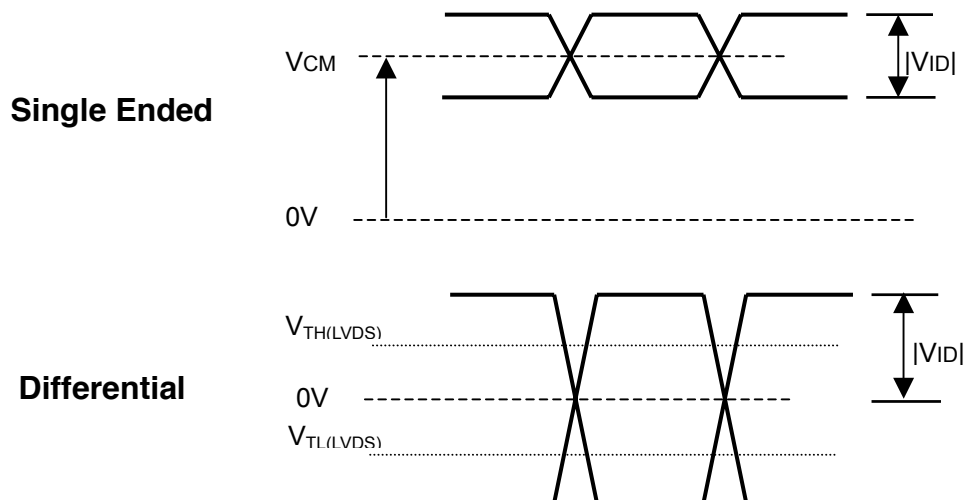 VCM
|VID|
Single Ended
0V
VTH(LVDS)
|VID|
Differential
0V
VTL(LVDS)